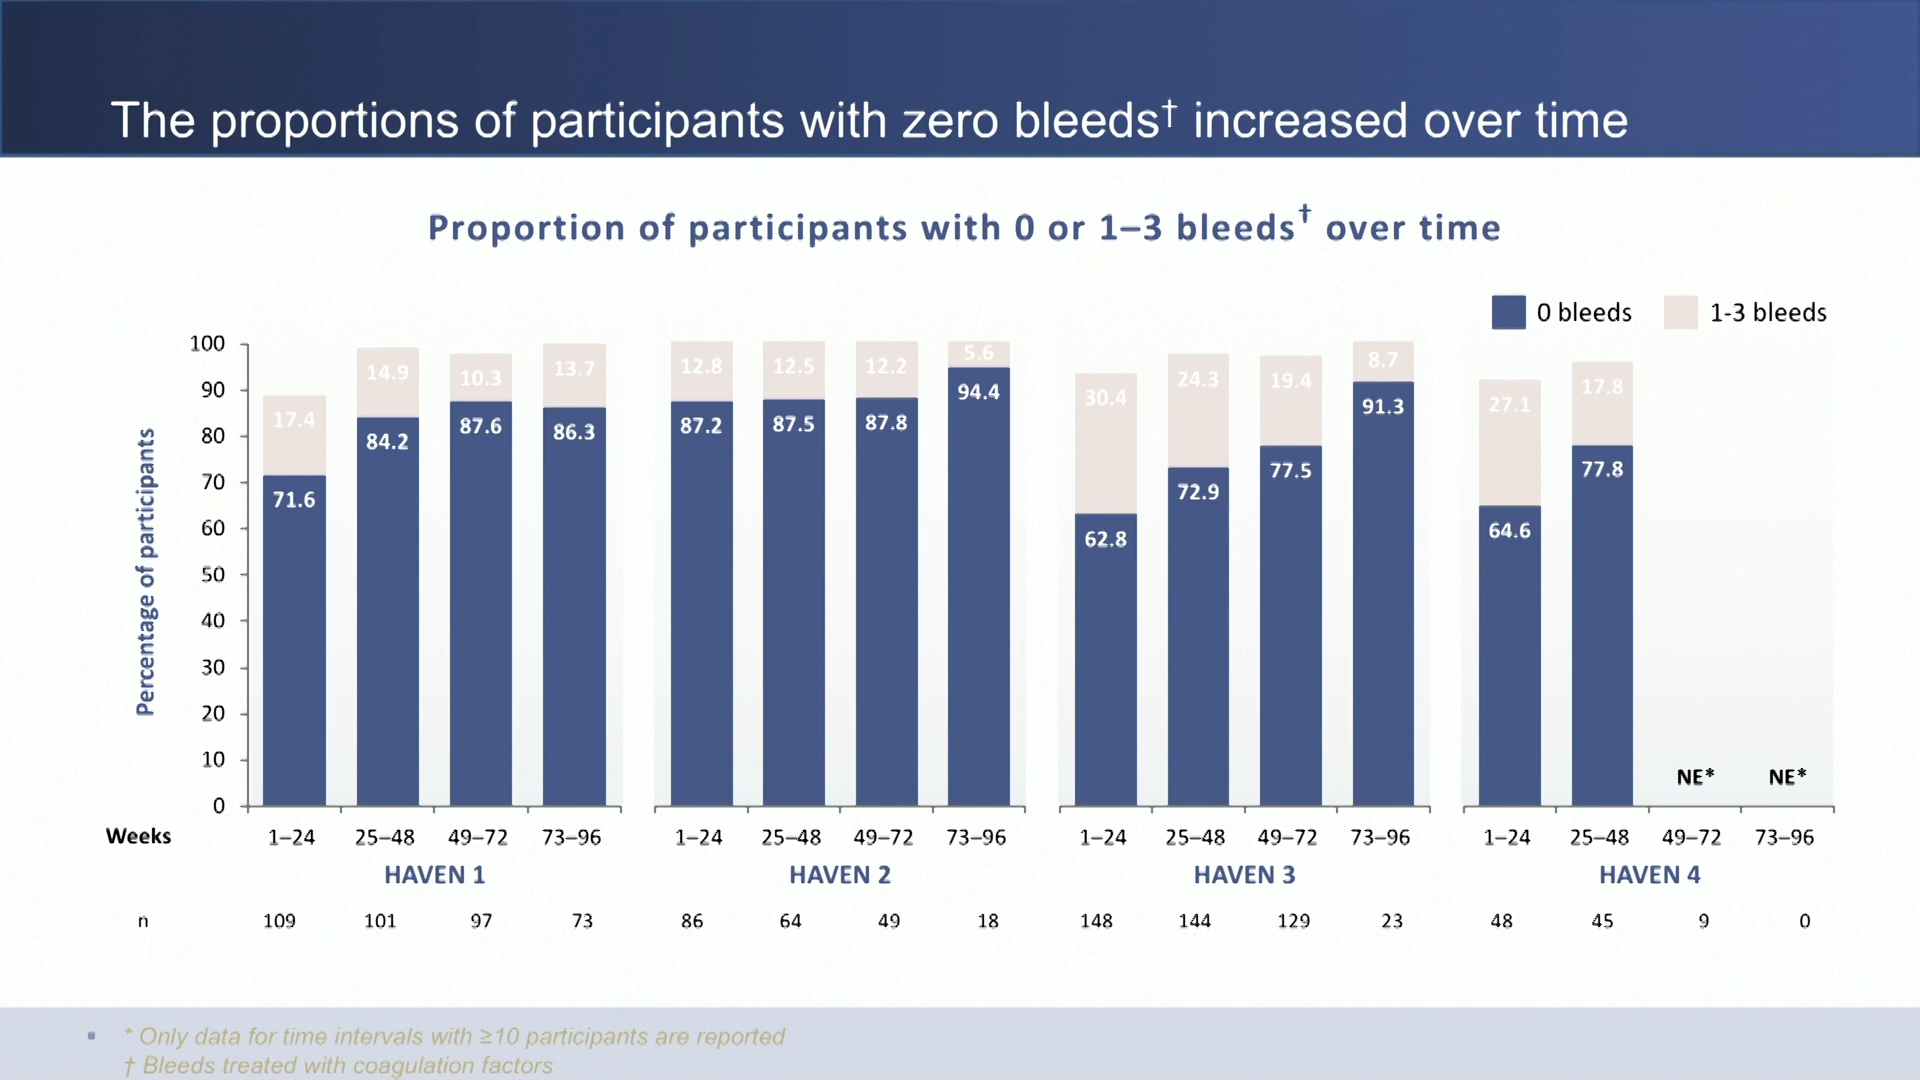 The proportions of participants with zero bleeds† increased over time
Proportion of participants with 0 or 1–3 bleeds† over time
0 bleeds 1-3 bleeds
Percentage of participants
100
90
80
70
60
50
40
30
20
10
0
17.4 14.9 10.3 13.7 12.8 12.5 12.2 5.6 30.4 24.3 19.4 8.7 27.1 17.8
71.6 84.2 87.6 86.3 87.2 87.5 87.8 94.4 62.8 72.9 77.5 91.3 64.6 77.8
NE* NE*
Weeks 1–24 25–48 49–72 73–96 1–24 25–48 49–72 73–96 1–24 25–48 49–72 73–96 1–24 25–48 49–72 73–96
HAVEN 1 HAVEN 2 HAVEN 3 HAVEN 4
n 109 101 97 73 86 64 49 18 148 144 129 23 48 45 9 0
▪ * Only data for time intervals with ≥10 participants are reported
† Bleeds treated with coagulation factors